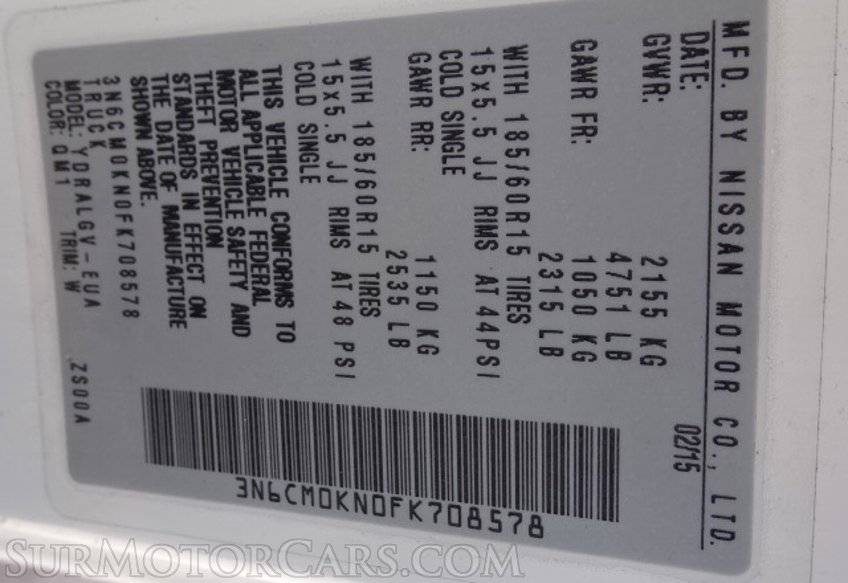 MFD. BY NISSAN MOTOR CO., LTD.
DATE: 02/15
GVWR: 2155 KG
4751 LB
GAWR FR: 1050 KG
2315 LB
WITH 185/60R15 TIRES
15x5.5 JJ RIMS AT 44PSI
COLD SINGLE
GAWR RR: 1150 KG
2535 LB
WITH 185/60R15 TIRES
15x5.5 JJ RIMS AT 48 PSI
COLD SINGLE
THIS VEHICLE CONFORMS TO
ALL APPLICABLE FEDERAL
MOTOR VEHICLE SAFETY AND
THEFT PREVENTION
STANDARDS IN EFFECT ON
THE DATE OF MANUFACTURE
SHOWN ABOVE.
3N6CM0KN0FK708578
TRUCK
MODEL: YDRALGV-EUA
COLOR: QM1 TRIM: W ZS00A
3N6CM0KN0FK708578
SURMOTORCARS.COM